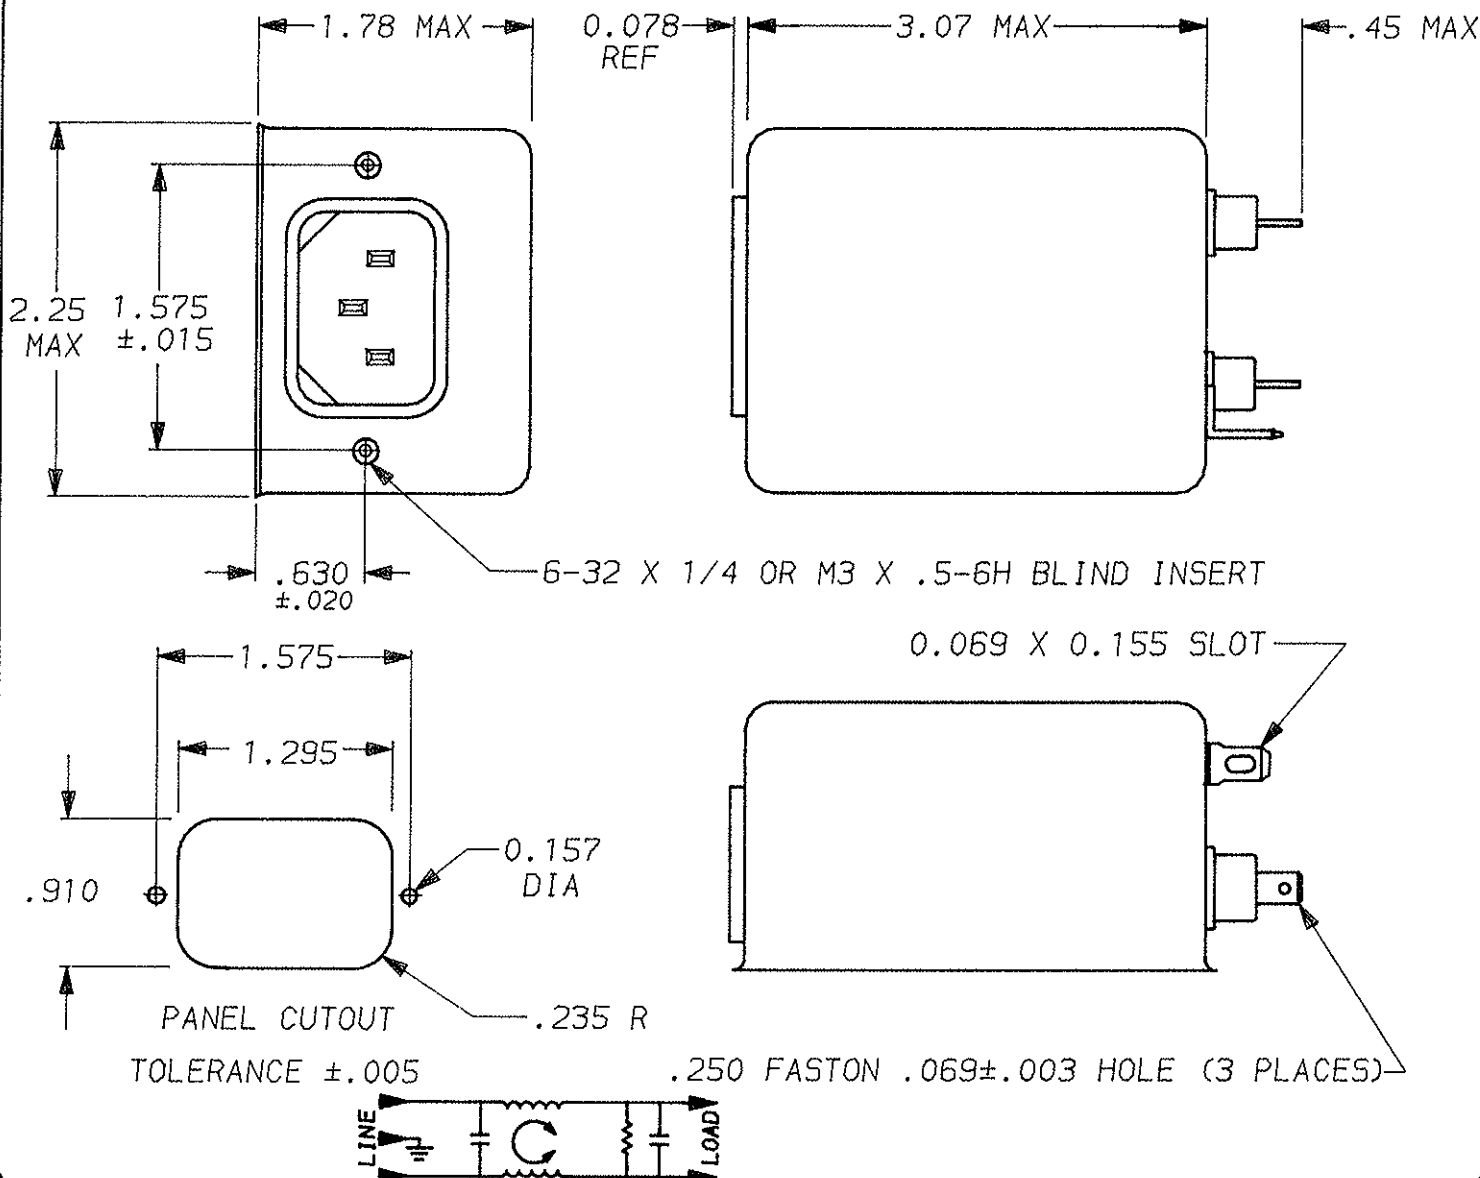 1.78 MAX
0.078
REF
3.07 MAX
.45 MAX
2.25
MAX
1.575
±.015
.630
±.020
6-32 X 1/4 OR M3 X .5-6H BLIND INSERT
1.575
0.069 X 0.155 SLOT
1.295
0.157
DIA
.910
PANEL CUTOUT
.235 R
TOLERANCE ±.005
.250 FASTON .069±.003 HOLE (3 PLACES)
LINE
LOAD